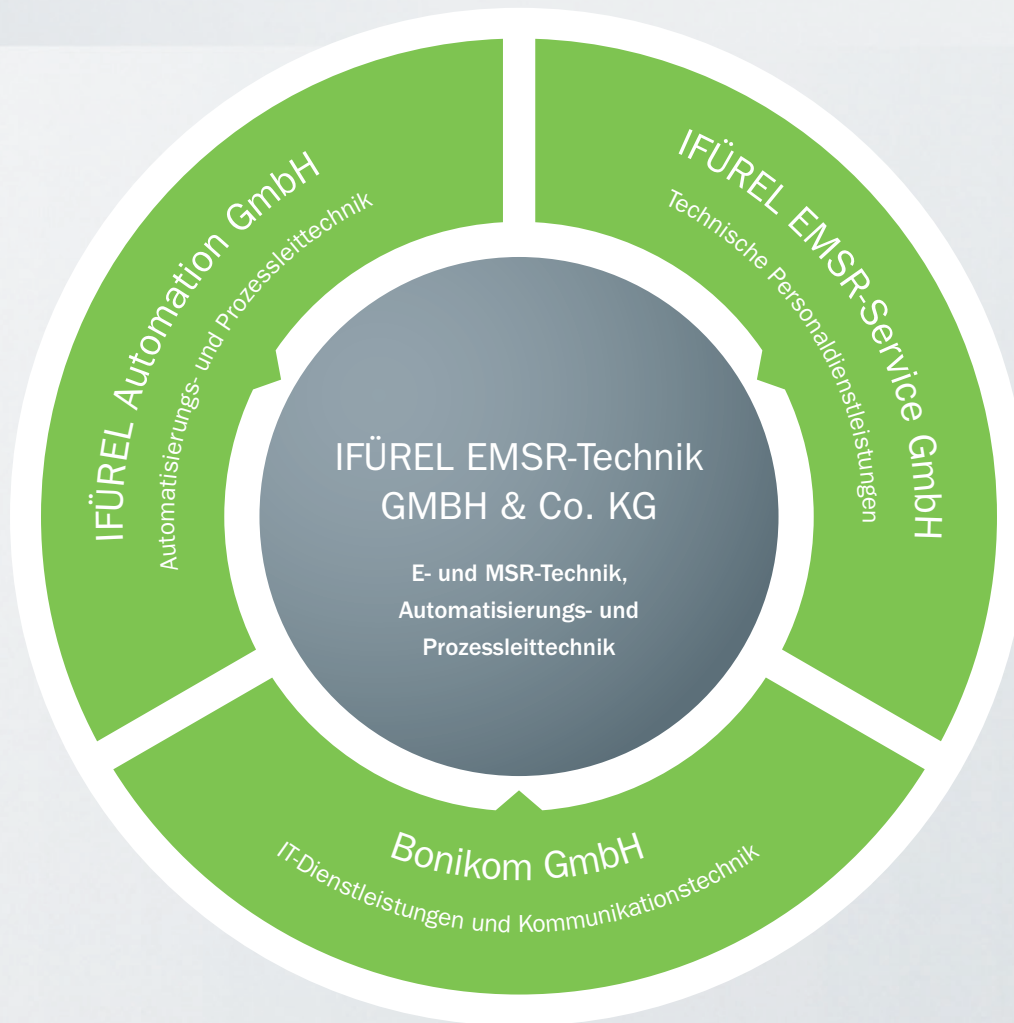 IFÜREL Automation GmbH
Automatisierungs- und Prozessleittechnik
IFÜREL EMSR-Service GmbH
Technische Personaldienstleistungen
IFÜREL EMSR-Technik
GMBH & Co. KG
E- und MSR-Technik,
Automatisierungs- und
Prozessleittechnik
Bonikom GmbH
IT-Dienstleistungen und Kommunikationstechnik